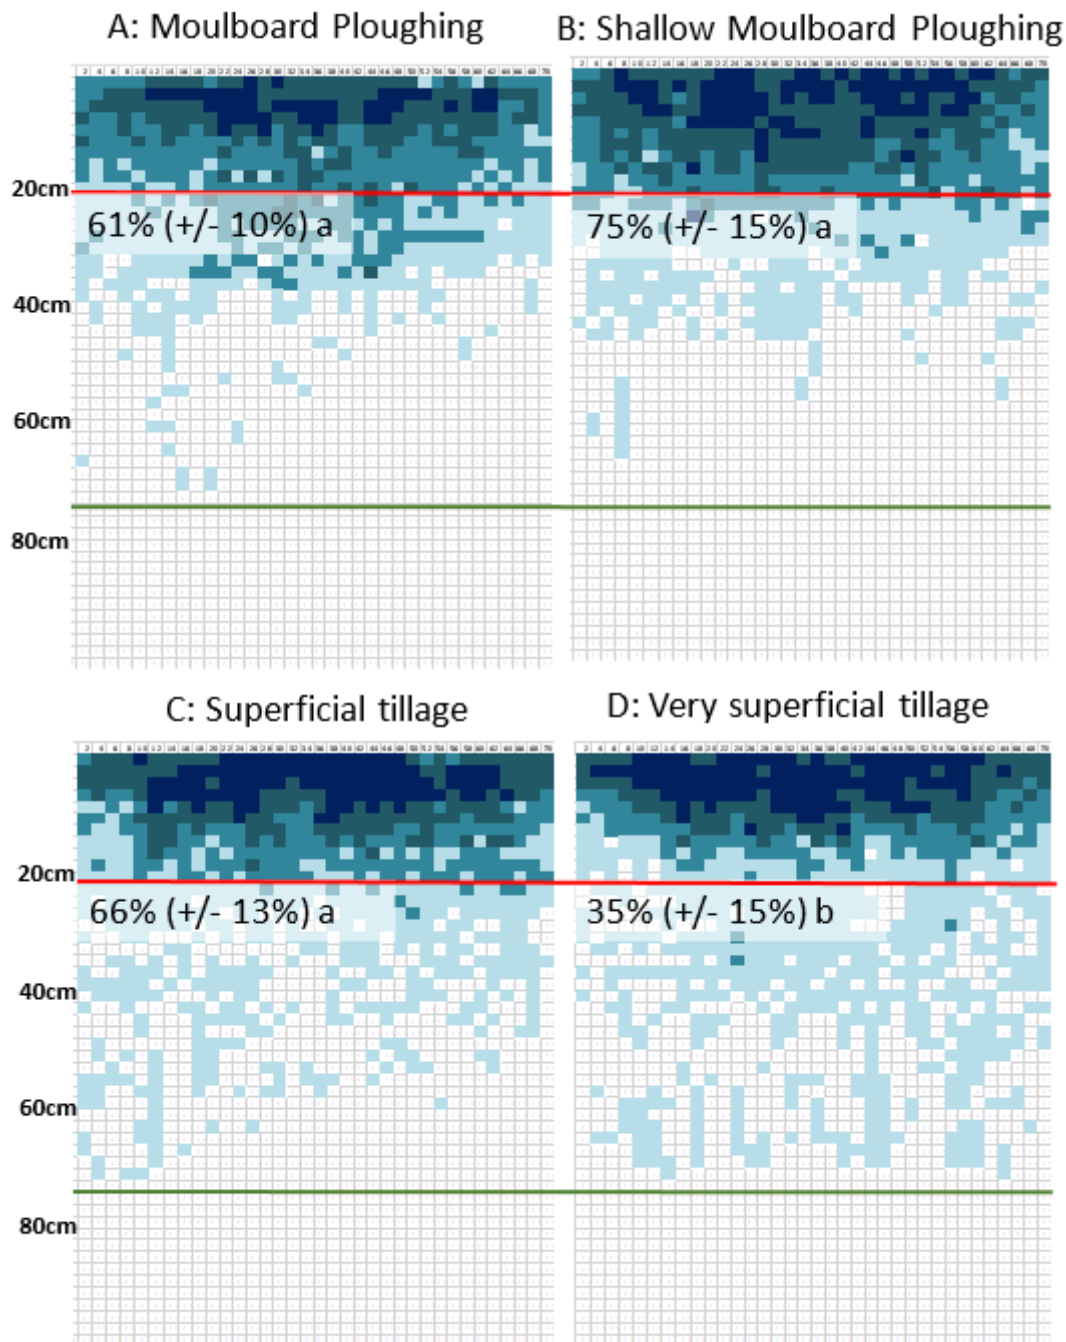 A: Moulboard Ploughing
B: Shallow Moulboard Ploughing
20cm
61% (+/- 10%) a
75% (+/- 15%) a
40cm
60cm
80cm
C: Superficial tillage
D: Very superficial tillage
20cm
66% (+/- 13%) a
35% (+/- 15%) b
40cm
60cm
80cm